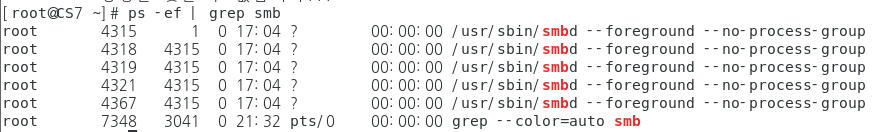 [root@CS7 ~]# ps -ef | grep smb
root 4315 1 0 17:04 ? 00:00:00 /usr/sbin/smbd --foreground --no-process-group
root 4318 4315 0 17:04 ? 00:00:00 /usr/sbin/smbd --foreground --no-process-group
root 4319 4315 0 17:04 ? 00:00:00 /usr/sbin/smbd --foreground --no-process-group
root 4321 4315 0 17:04 ? 00:00:00 /usr/sbin/smbd --foreground --no-process-group
root 4367 4315 0 17:04 ? 00:00:00 /usr/sbin/smbd --foreground --no-process-group
root 7348 3041 0 21:32 pts/0 00:00:00 grep --color=auto smb